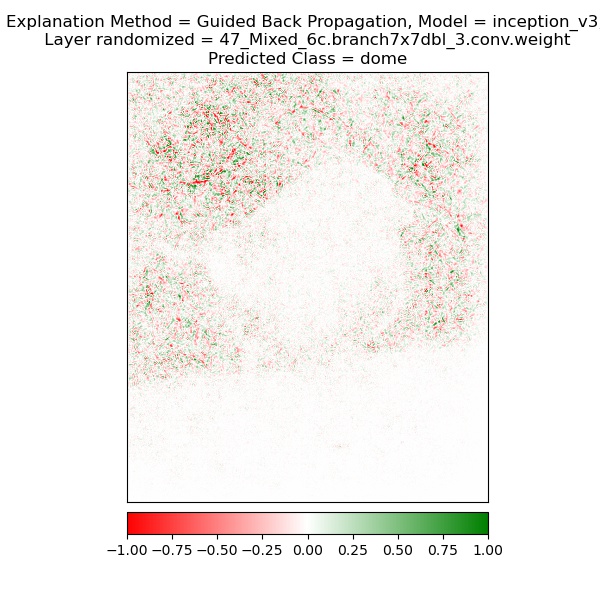 Explanation Method = Guided Back Propagation, Model = inception_v3
Layer randomized = 47_Mixed_6c.branch7x7dbl_3.conv.weight
Predicted Class = dome
−1.00 −0.75 −0.50 −0.25 0.00 0.25 0.50 0.75 1.00